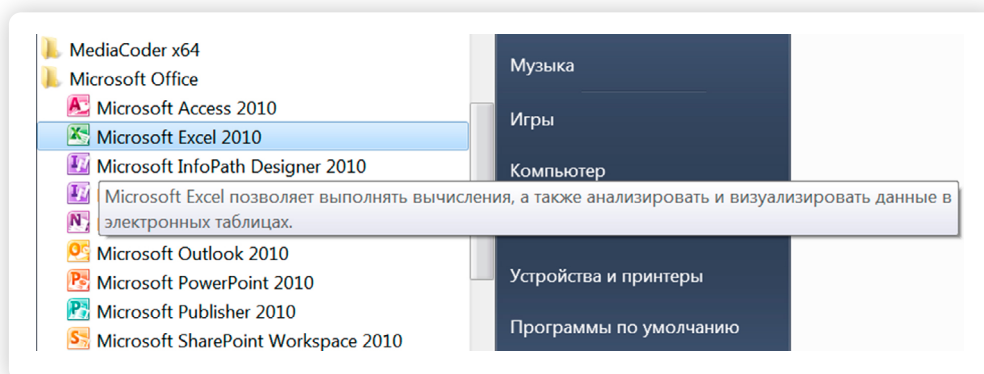 MediaCoder x64
Microsoft Office
Microsoft Access 2010
Microsoft Excel 2010
Microsoft InfoPath Designer 2010
Microsoft Excel позволяет выполнять вычисления, а также анализировать и визуализировать данные в
электронных таблицах.
Microsoft Outlook 2010
Microsoft PowerPoint 2010
Microsoft Publisher 2010
Microsoft SharePoint Workspace 2010
Музыка
Игры
Компьютер
Устройства и принтеры
Программы по умолчанию